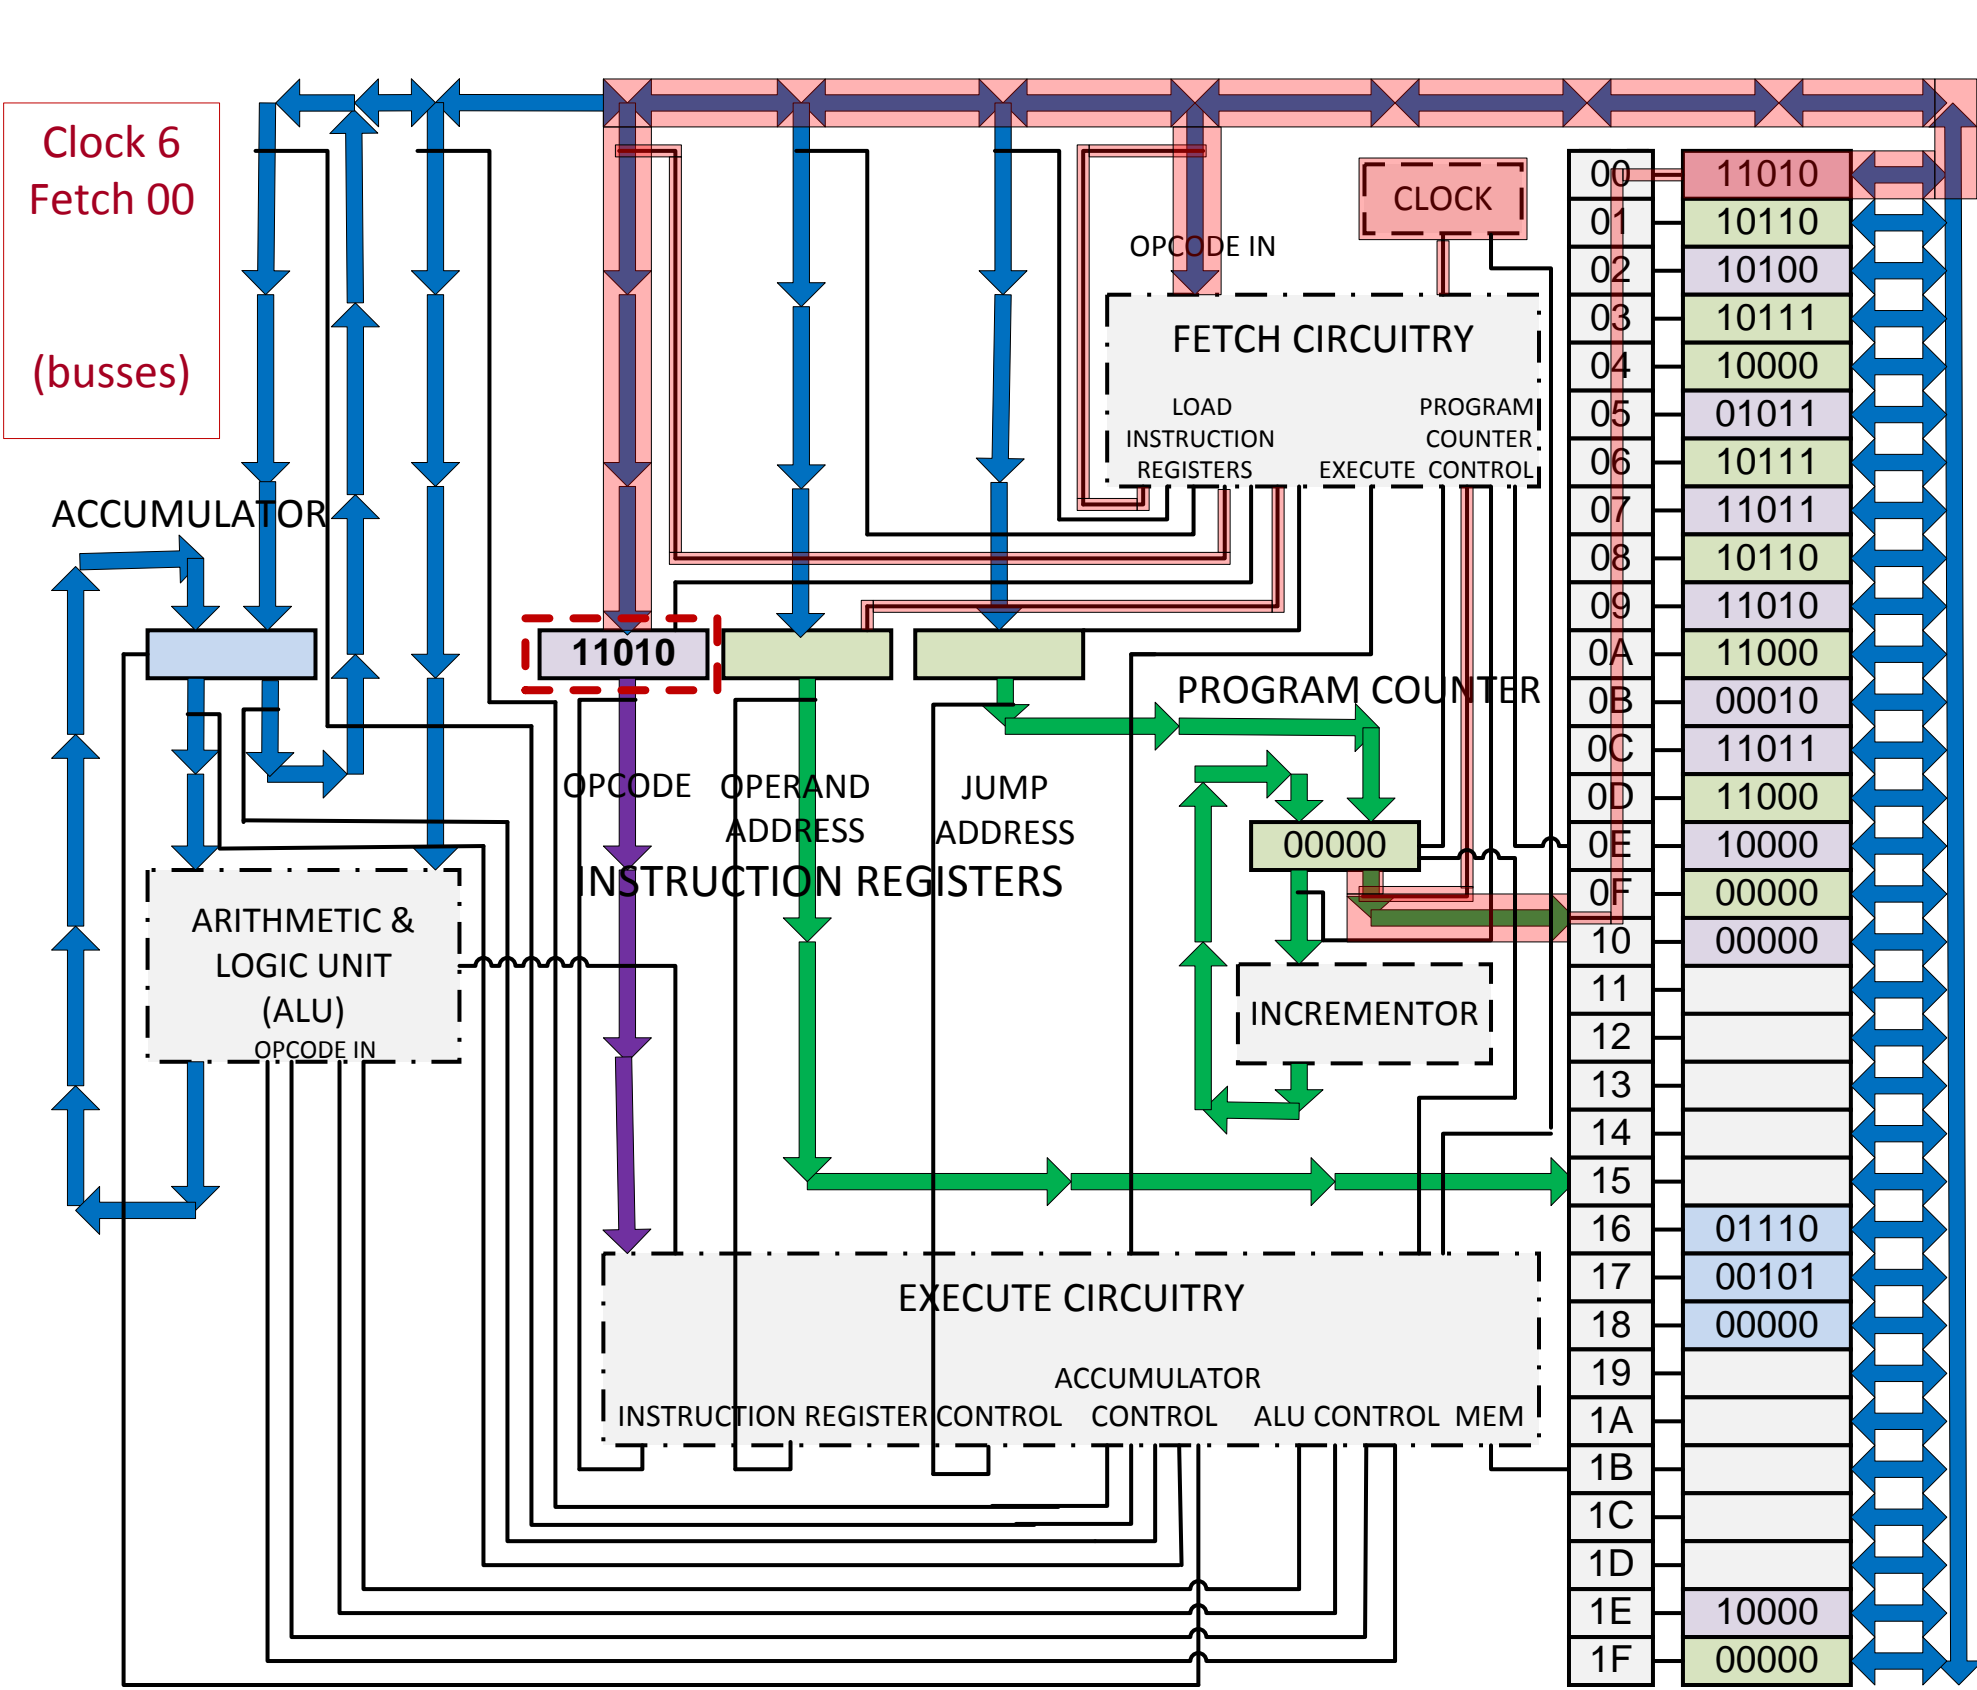 Clock 6
Fetch 00
(busses)
CLOCK
OPCODE IN
FETCH CIRCUITRY
LOAD
INSTRUCTION
REGISTERS
EXECUTE
PROGRAM
COUNTER
CONTROL
ACCUMULATOR
11010
PROGRAM COUNTER
OPCODE
OPERAND
ADDRESS
JUMP
ADDRESS
INSTRUCTION REGISTERS
00000
INCREMENTOR
ARITHMETIC &
LOGIC UNIT
(ALU)
OPCODE IN
EXECUTE CIRCUITRY
INSTRUCTION REGISTER CONTROL
ACCUMULATOR
CONTROL
ALU CONTROL
MEM
00 11010
01 10110
02 10100
03 10111
04 10000
05 01011
06 10111
07 11011
08 10110
09 11010
0A 11000
0B 00010
0C 11011
0D 11000
0E 10000
0F 00000
10 00000
11
12
13
14
15
16 01110
17 00101
18 00000
19
1A
1B
1C
1D
1E 10000
1F 00000